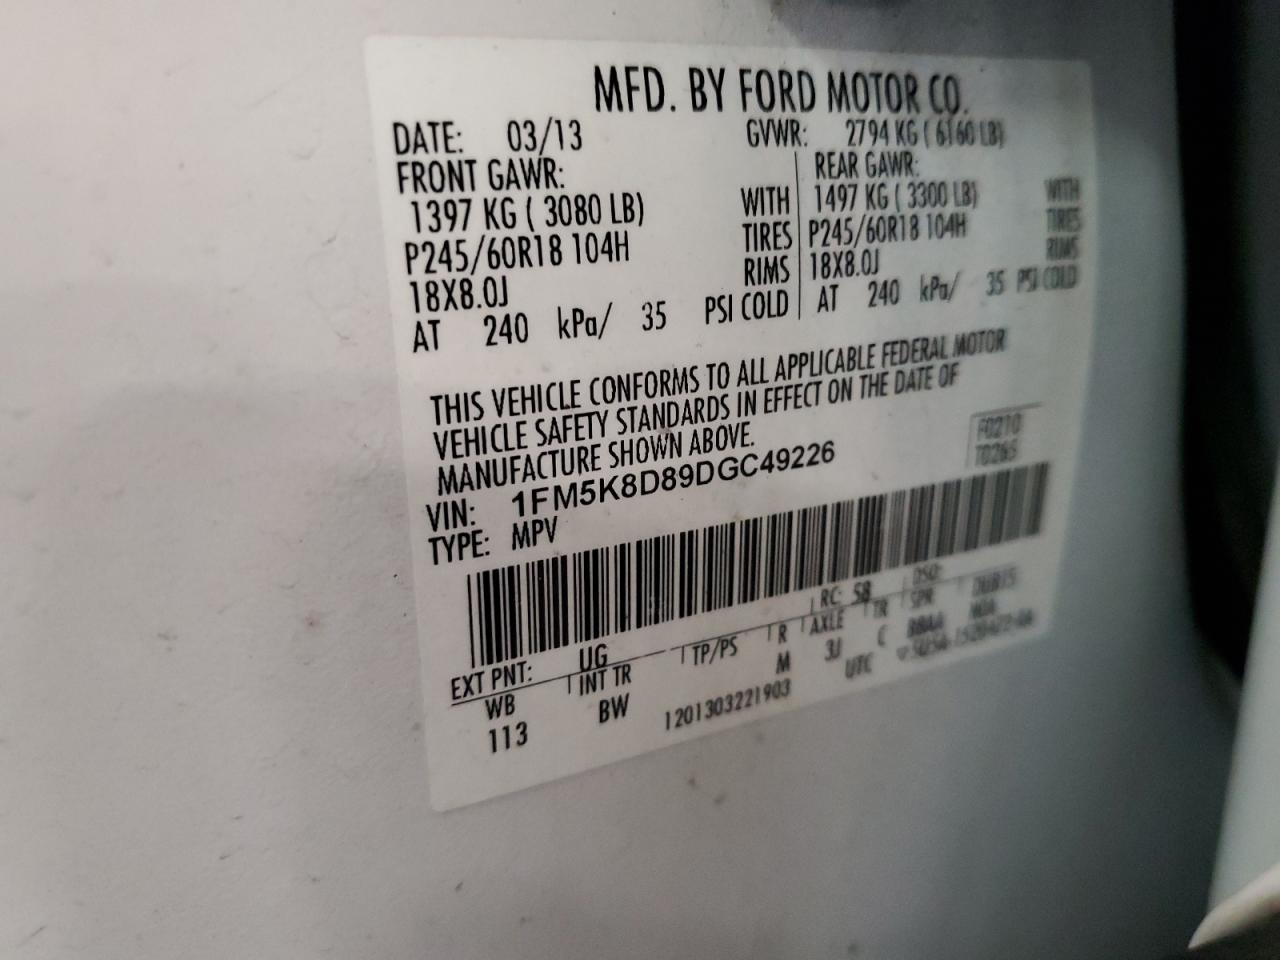 MFD. BY FORD MOTOR CO.
DATE: 03/13 GVWR: 2794 KG ( 6160 LB)
FRONT GAWR: REAR GAWR:
1397 KG ( 3080 LB) WITH 1497 KG ( 3300 LB) WITH
P245/60R18 104H TIRES P245/60R18 104H TIRES
18X8.0J RIMS 18X8.0J RIMS
AT 240 kPa/ 35 PSI COLD AT 240 kPa/ 35 PSI COLD
THIS VEHICLE CONFORMS TO ALL APPLICABLE FEDERAL MOTOR
VEHICLE SAFETY STANDARDS IN EFFECT ON THE DATE OF
MANUFACTURE SHOWN ABOVE.
F0210
T0265
VIN: 1FM5K8D89DGC49226
TYPE: MPV
EXT PNT: UG RC: 58 DSO:
WB INT TR TP/PS R AXLE TR SPR
113 BW M 3J C
1201303221903 UTC